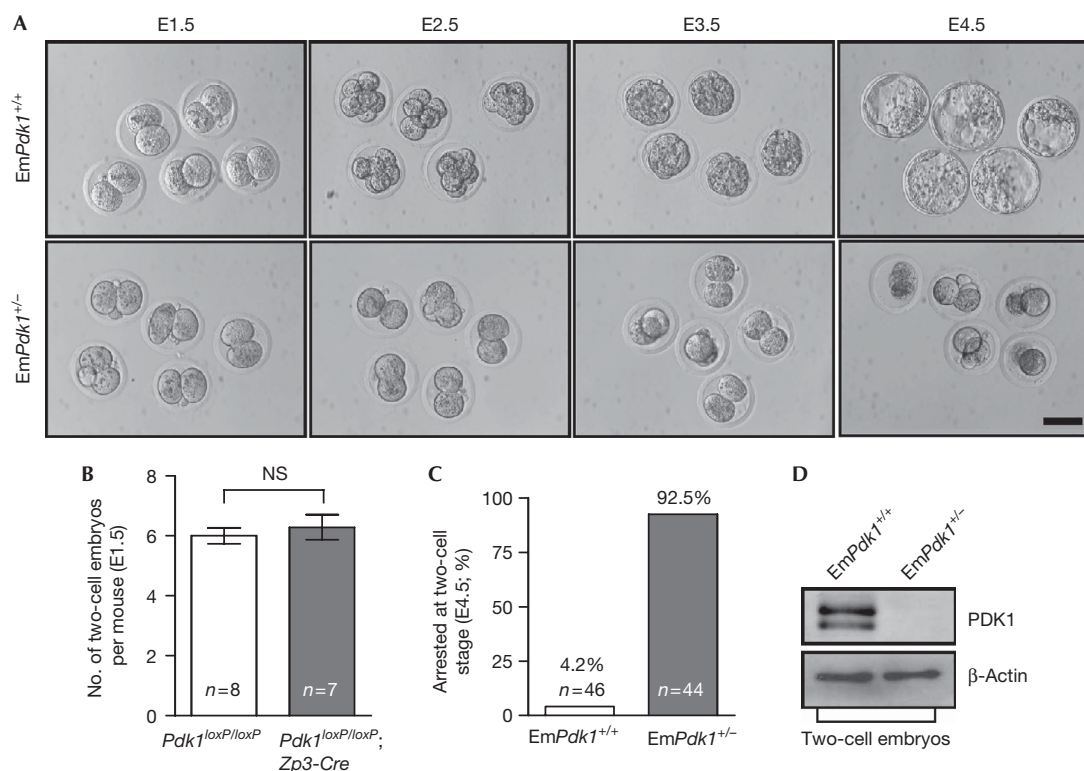 A
E1.5 E2.5 E3.5 E4.5
EmPdk1+/+
EmPdk1+/−
B
NS
No. of two-cell embryos
per mouse (E1.5)
8
6
4
2
0
n=8
n=7
Pdk1loxP/loxP
Pdk1loxP/loxP;
Zp3-Cre
C
Arrested at two-cell
stage (E4.5; %)
100
75
50
25
0
92.5%
4.2%
n=46
n=44
EmPdk1+/+
EmPdk1+/−
D
EmPdk1+/+
EmPdk1+/−
PDK1
β-Actin
Two-cell embryos